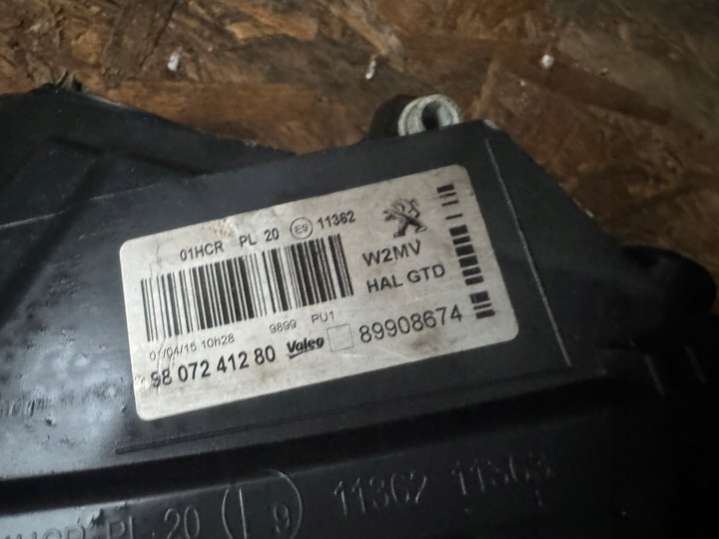 01HCR PL 20 E9 11362
W2MV
HAL GTD
9899 PU1
01/04/15 10h28
98 072 412 80 Valeo 89908674
PL 20 9 11362